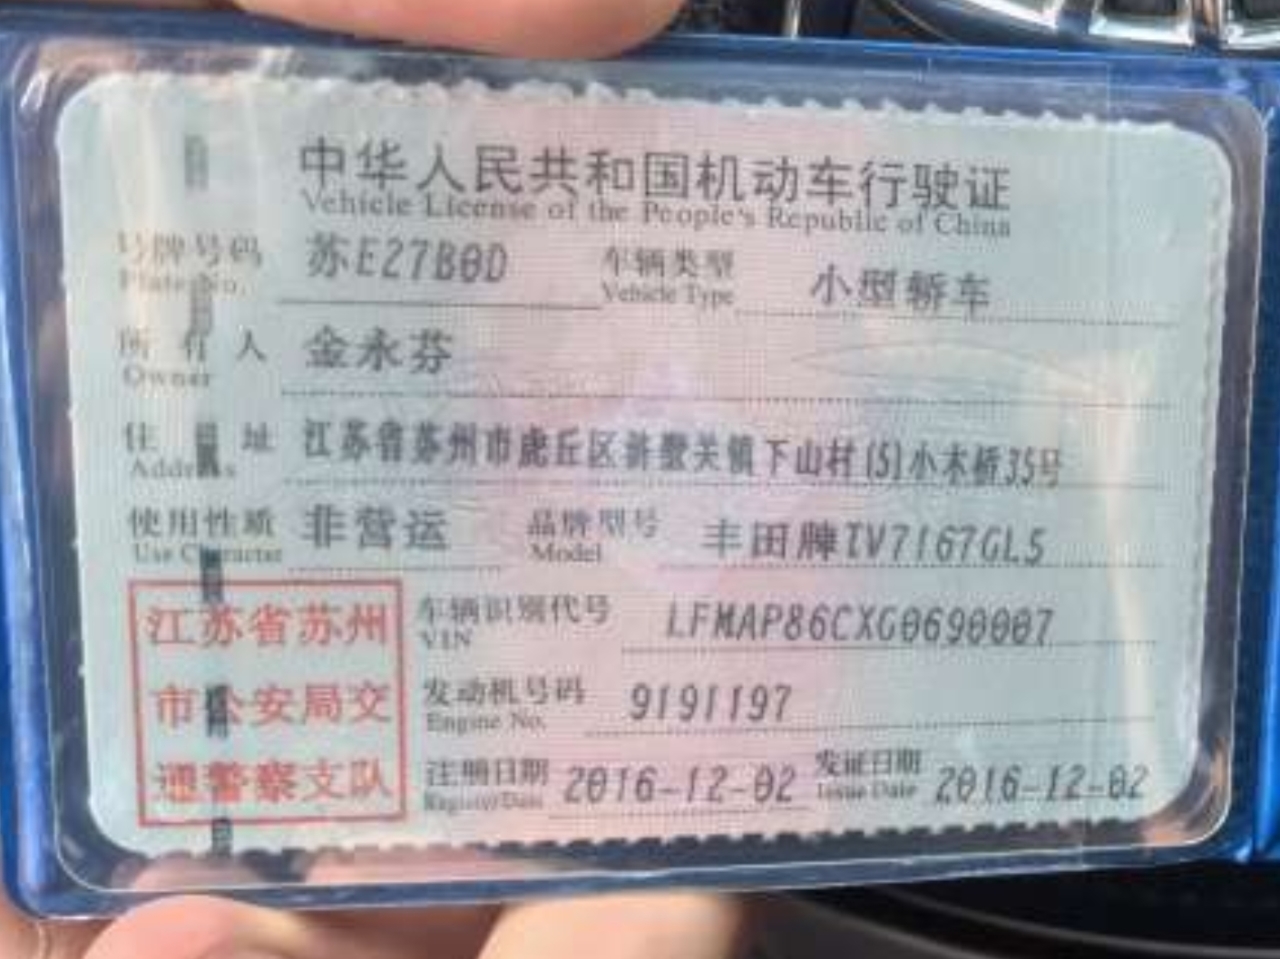 中华人民共和国机动车行驶证
Vehicle License of the People's Republic of China
号牌号码 苏E27B0D 车辆类型 小型轿车
Plate No. Vehicle Type
所有人 金永芬
Owner
住址 江苏省苏州市虎丘区浒墅关镇下山村(5)小木桥35号
Address
使用性质 非营运 品牌型号 丰田牌TV7167GL5
Use Character Model
江苏省苏州
市公安局交
通警察支队
车辆识别代号 LFMAP86CXG0690007
VIN
发动机号码 9191197
Engine No.
注册日期 2016-12-02 发证日期 2016-12-02
Register Date Issue Date